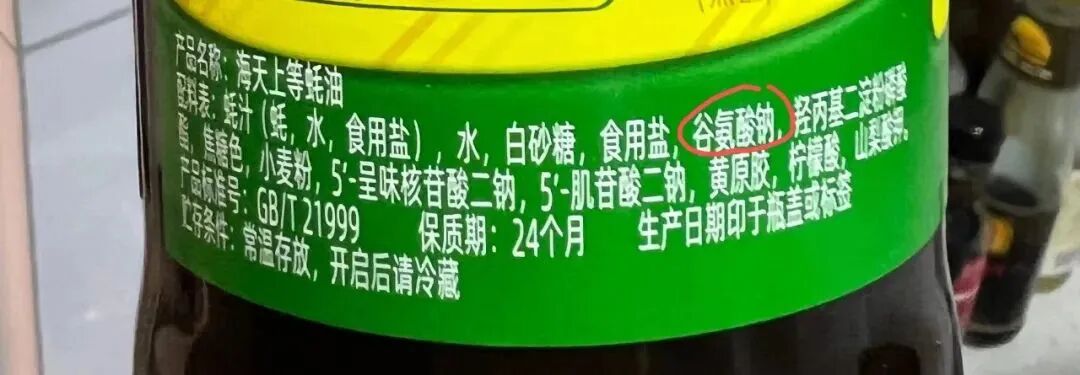 产品名称：海天上等蚝油
配料表：蚝汁（蚝，水，食用盐），水，白砂糖，食用盐，谷氨酸钠，羟丙基二淀粉磷酸
酯，焦糖色，小麦粉，5′-呈味核苷酸二钠，5′-肌苷酸二钠，黄原胶，柠檬酸，山梨酸钾。
产品标准号：GB/T 21999 保质期：24个月 生产日期印于瓶盖或标签
贮存条件：常温存放，开启后请冷藏